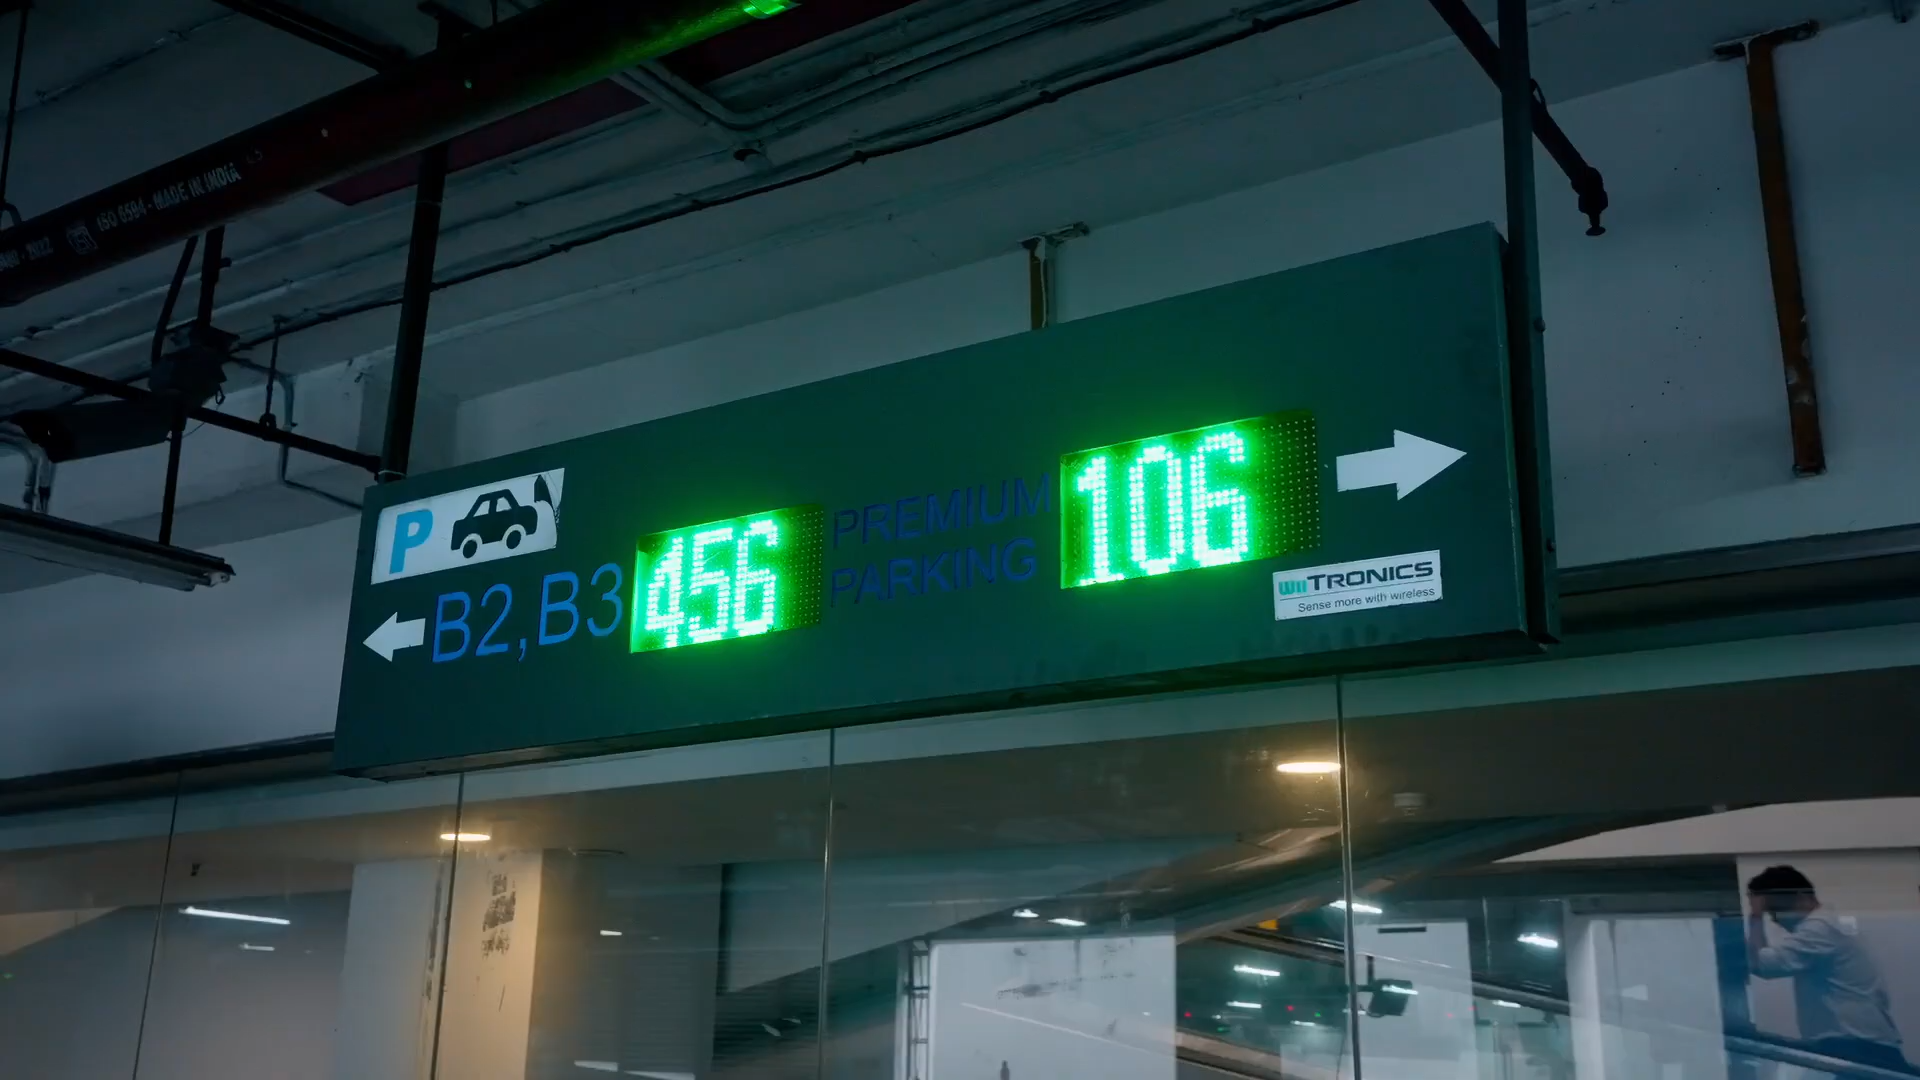 ISO 6594 - MADE IN INDIA
P
B2,B3
456
PREMIUM
PARKING
106
wiiTRONICS
Sense more with wireless